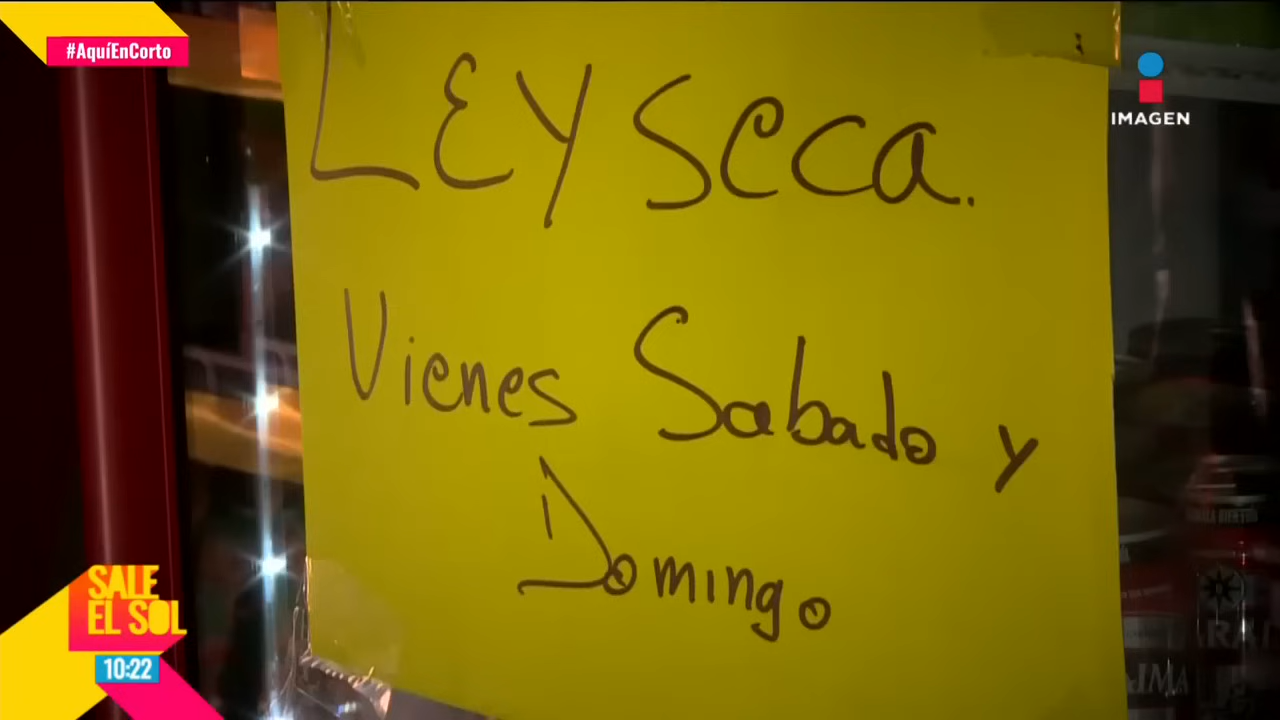 #AquíEnCorto
IMAGEN
LEY Seca.
Vienes Sabado y
Domingo
SALE
EL SOL
10:22